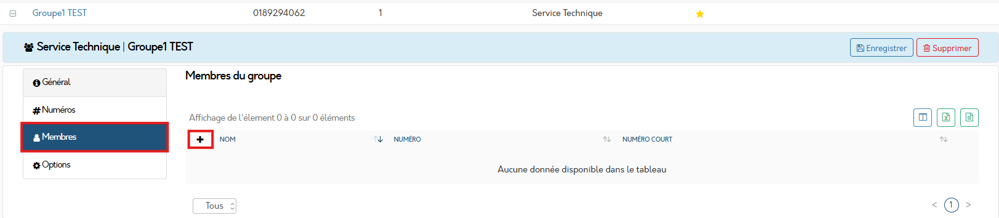 Groupe1 TEST 0189294062 1 Service Technique
Service Technique | Groupe1 TEST Enregistrer Supprimer
Général
Numéros
Membres
Options
Membres du groupe
Affichage de l'élement 0 à 0 sur 0 éléments
NOM NUMÉRO NUMÉRO COURT
Aucune donnée disponible dans le tableau
Tous < 1 >